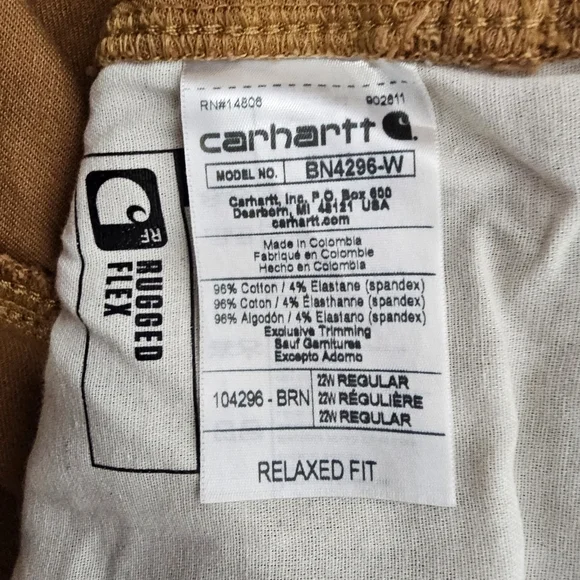 RN#14806 902611
carhartt
MODEL NO. BN4296-W
Carhartt, Inc. P.O. Box 600
Dearborn, MI 48121 USA
carhartt.com
Made in Colombia
Fabriqué en Colombie
Hecho en Colombia
96% Cotton / 4% Elastane (spandex)
96% Coton / 4% Élasthanne (spandex)
96% Algodón / 4% Elastano (spandex)
Exclusive Trimming
Sauf Garnitures
Excepto Adorno
104296 - BRN
22W REGULAR
22W RÉGULIÈRE
22W REGULAR
RELAXED FIT
RF
RUGGED
FLEX